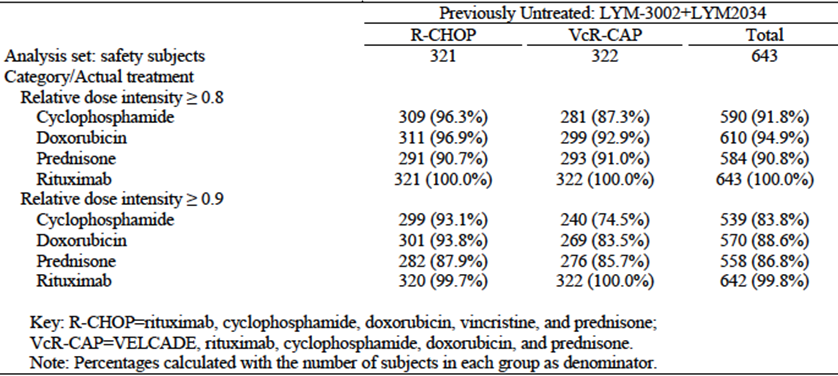 Previously Untreated: LYM-3002+LYM2034
R-CHOP VcR-CAP Total
Analysis set: safety subjects 321 322 643
Category/Actual treatment
Relative dose intensity ≥ 0.8
Cyclophosphamide 309 (96.3%) 281 (87.3%) 590 (91.8%)
Doxorubicin 311 (96.9%) 299 (92.9%) 610 (94.9%)
Prednisone 291 (90.7%) 293 (91.0%) 584 (90.8%)
Rituximab 321 (100.0%) 322 (100.0%) 643 (100.0%)
Relative dose intensity ≥ 0.9
Cyclophosphamide 299 (93.1%) 240 (74.5%) 539 (83.8%)
Doxorubicin 301 (93.8%) 269 (83.5%) 570 (88.6%)
Prednisone 282 (87.9%) 276 (85.7%) 558 (86.8%)
Rituximab 320 (99.7%) 322 (100.0%) 642 (99.8%)
Key: R-CHOP=rituximab, cyclophosphamide, doxorubicin, vincristine, and prednisone;
VcR-CAP=VELCADE, rituximab, cyclophosphamide, doxorubicin, and prednisone.
Note: Percentages calculated with the number of subjects in each group as denominator.